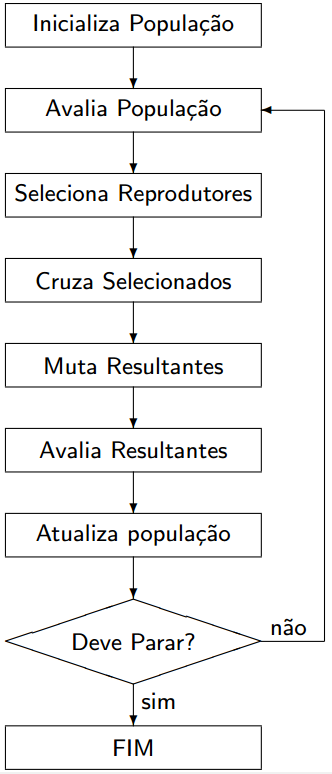 Inicializa População
Avalia População
Seleciona Reprodutores
Cruza Selecionados
Muta Resultantes
Avalia Resultantes
Atualiza população
Deve Parar?
não
sim
FIM